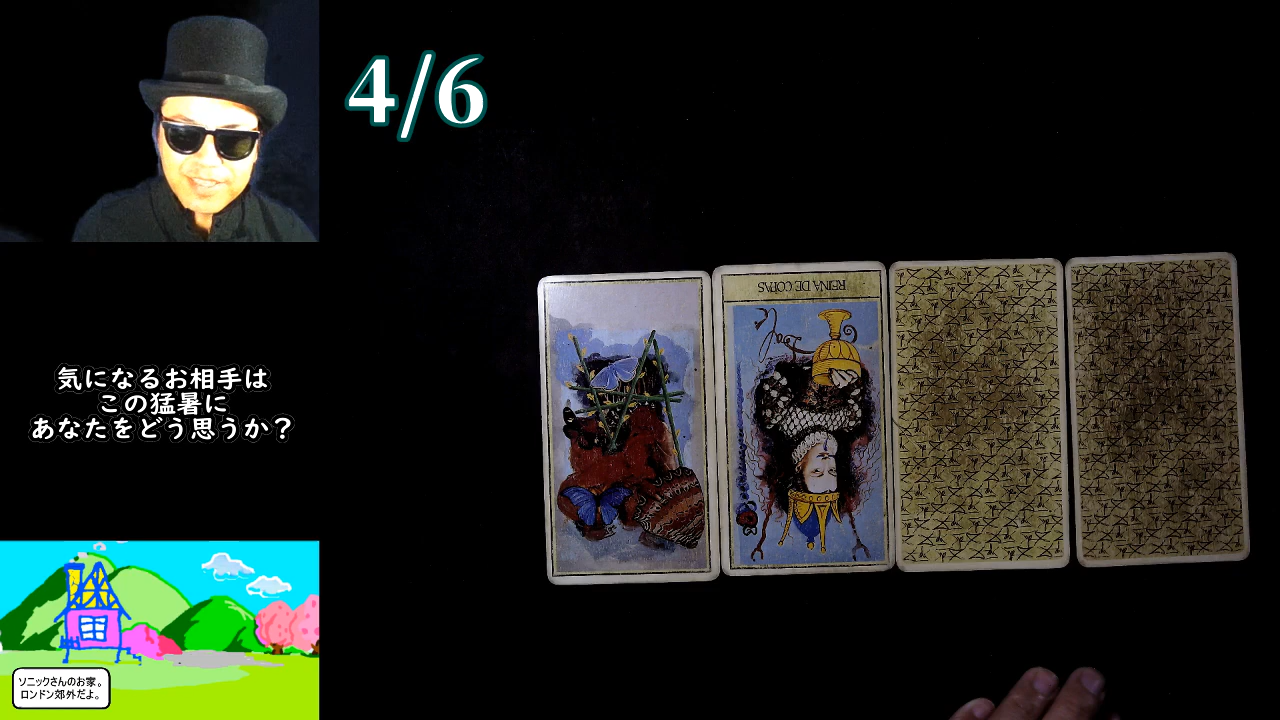 4/6
気になるお相手は
この猛暑に
あなたをどう思うか？
REINA DE COPAS
ソニックさんのお家。
ロンドン郊外だよ。